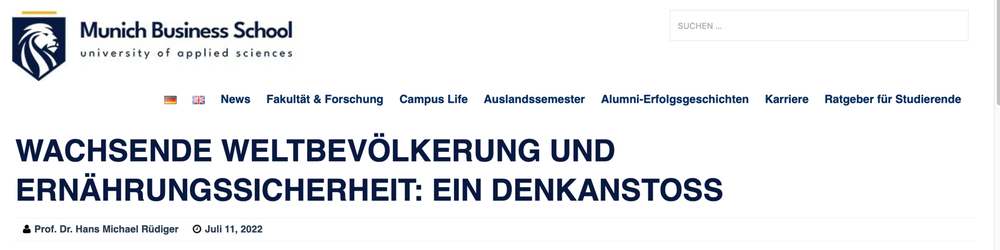 Munich Business School
university of applied sciences
SUCHEN ...
News Fakultät & Forschung Campus Life Auslandssemester Alumni-Erfolgsgeschichten Karriere Ratgeber für Studierende
WACHSENDE WELTBEVÖLKERUNG UND
ERNÄHRUNGSSICHERHEIT: EIN DENKANSTOSS
Prof. Dr. Hans Michael Rüdiger Juli 11, 2022